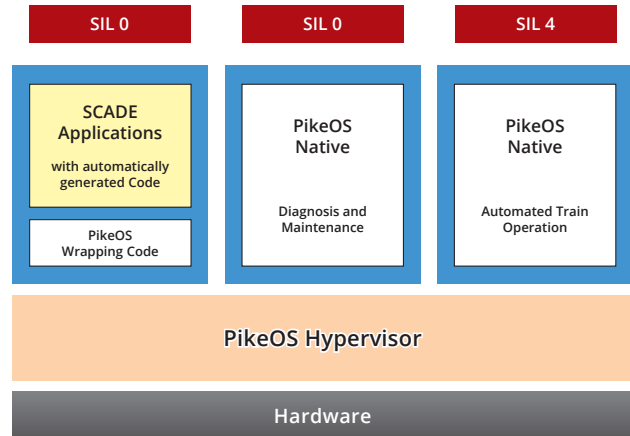 SIL 0
SIL 0
SIL 4
SCADE
Applications
with automatically
generated Code
PikeOS
Wrapping Code
PikeOS
Native
Diagnosis and
Maintenance
PikeOS
Native
Automated Train
Operation
PikeOS Hypervisor
Hardware